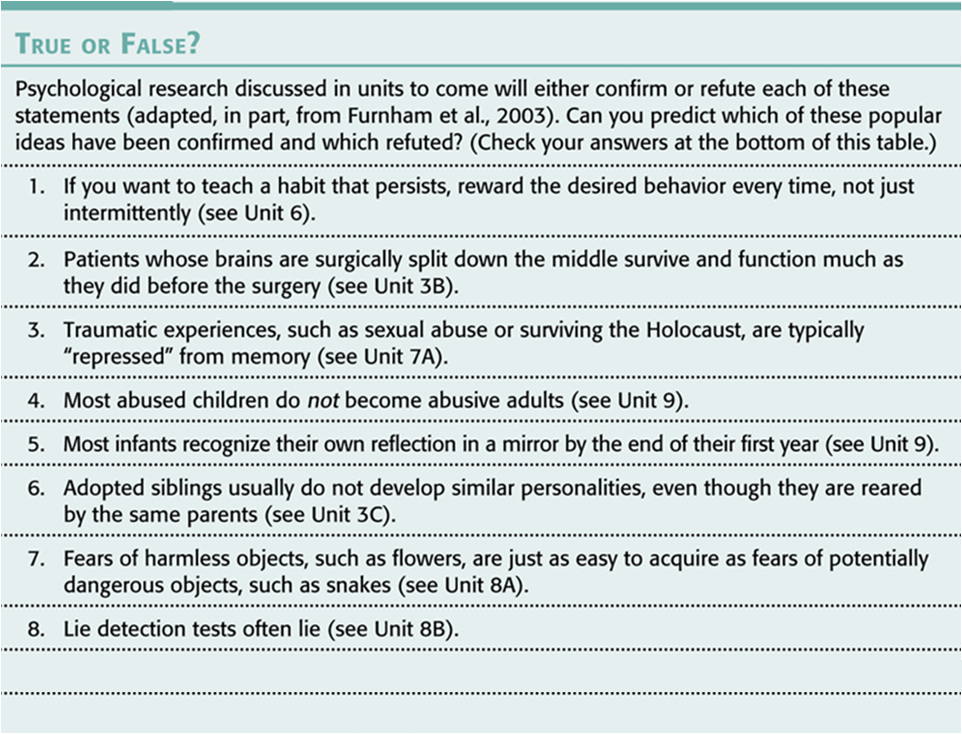 TRUE OR FALSE?
Psychological research discussed in units to come will either confirm or refute each of these
statements (adapted, in part, from Furnham et al., 2003). Can you predict which of these popular
ideas have been confirmed and which refuted? (Check your answers at the bottom of this table.)
1. If you want to teach a habit that persists, reward the desired behavior every time, not just
intermittently (see Unit 6).
2. Patients whose brains are surgically split down the middle survive and function much as
they did before the surgery (see Unit 3B).
3. Traumatic experiences, such as sexual abuse or surviving the Holocaust, are typically
“repressed” from memory (see Unit 7A).
4. Most abused children do not become abusive adults (see Unit 9).
5. Most infants recognize their own reflection in a mirror by the end of their first year (see Unit 9).
6. Adopted siblings usually do not develop similar personalities, even though they are reared
by the same parents (see Unit 3C).
7. Fears of harmless objects, such as flowers, are just as easy to acquire as fears of potentially
dangerous objects, such as snakes (see Unit 8A).
8. Lie detection tests often lie (see Unit 8B).